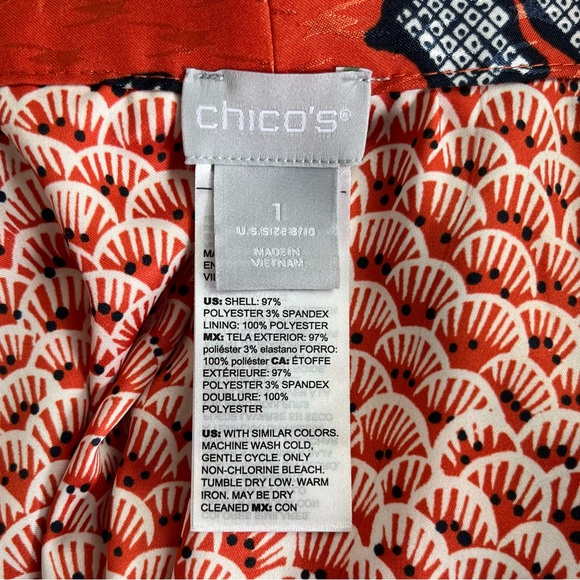 chico's®
1
U.S. SIZE 8/10
MADE IN
VIETNAM
MA
EN
VI
US: SHELL: 97%
POLYESTER 3% SPANDEX
LINING: 100% POLYESTER
MX: TELA EXTERIOR: 97%
poliéster 3% elastano FORRO:
100% poliéster CA: ÉTOFFE
EXTÉRIEURE: 97%
POLYESTER 3% SPANDEX
DOUBLURE: 100%
POLYESTER
US: WITH SIMILAR COLORS.
MACHINE WASH COLD,
GENTLE CYCLE. ONLY
NON-CHLORINE BLEACH.
TUMBLE DRY LOW. WARM
IRON. MAY BE DRY
CLEANED MX: CON